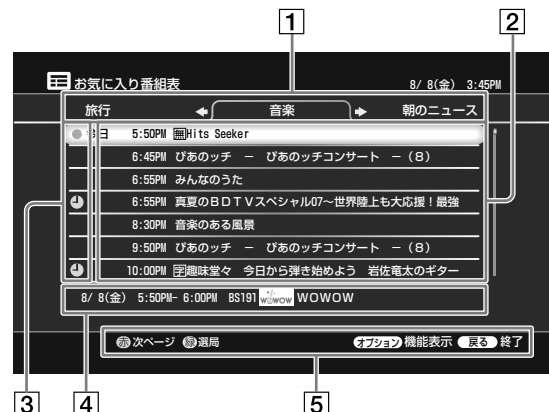 1
2
お気に入り番組表 8/ 8(金) 3:45PM
旅行 音楽 朝のニュース
今日 5:50PM 無Hits Seeker
6:45PM ぴあのッチ － ぴあのッチコンサート －(8)
6:55PM みんなのうた
6:55PM 真夏のBDTVスペシャル07～世界陸上も大応援！最強
8:30PM 音楽のある風景
9:50PM ぴあのッチ － ぴあのッチコンサート －(8)
10:00PM 字趣味堂々 今日から弾き始めよう 岩佐竜太のギター
8/ 8(金) 5:50PM- 6:00PM BS191 WOWOW WOWOW
赤 次ページ 緑 選局 オプション 機能表示 戻る 終了
3
4
5